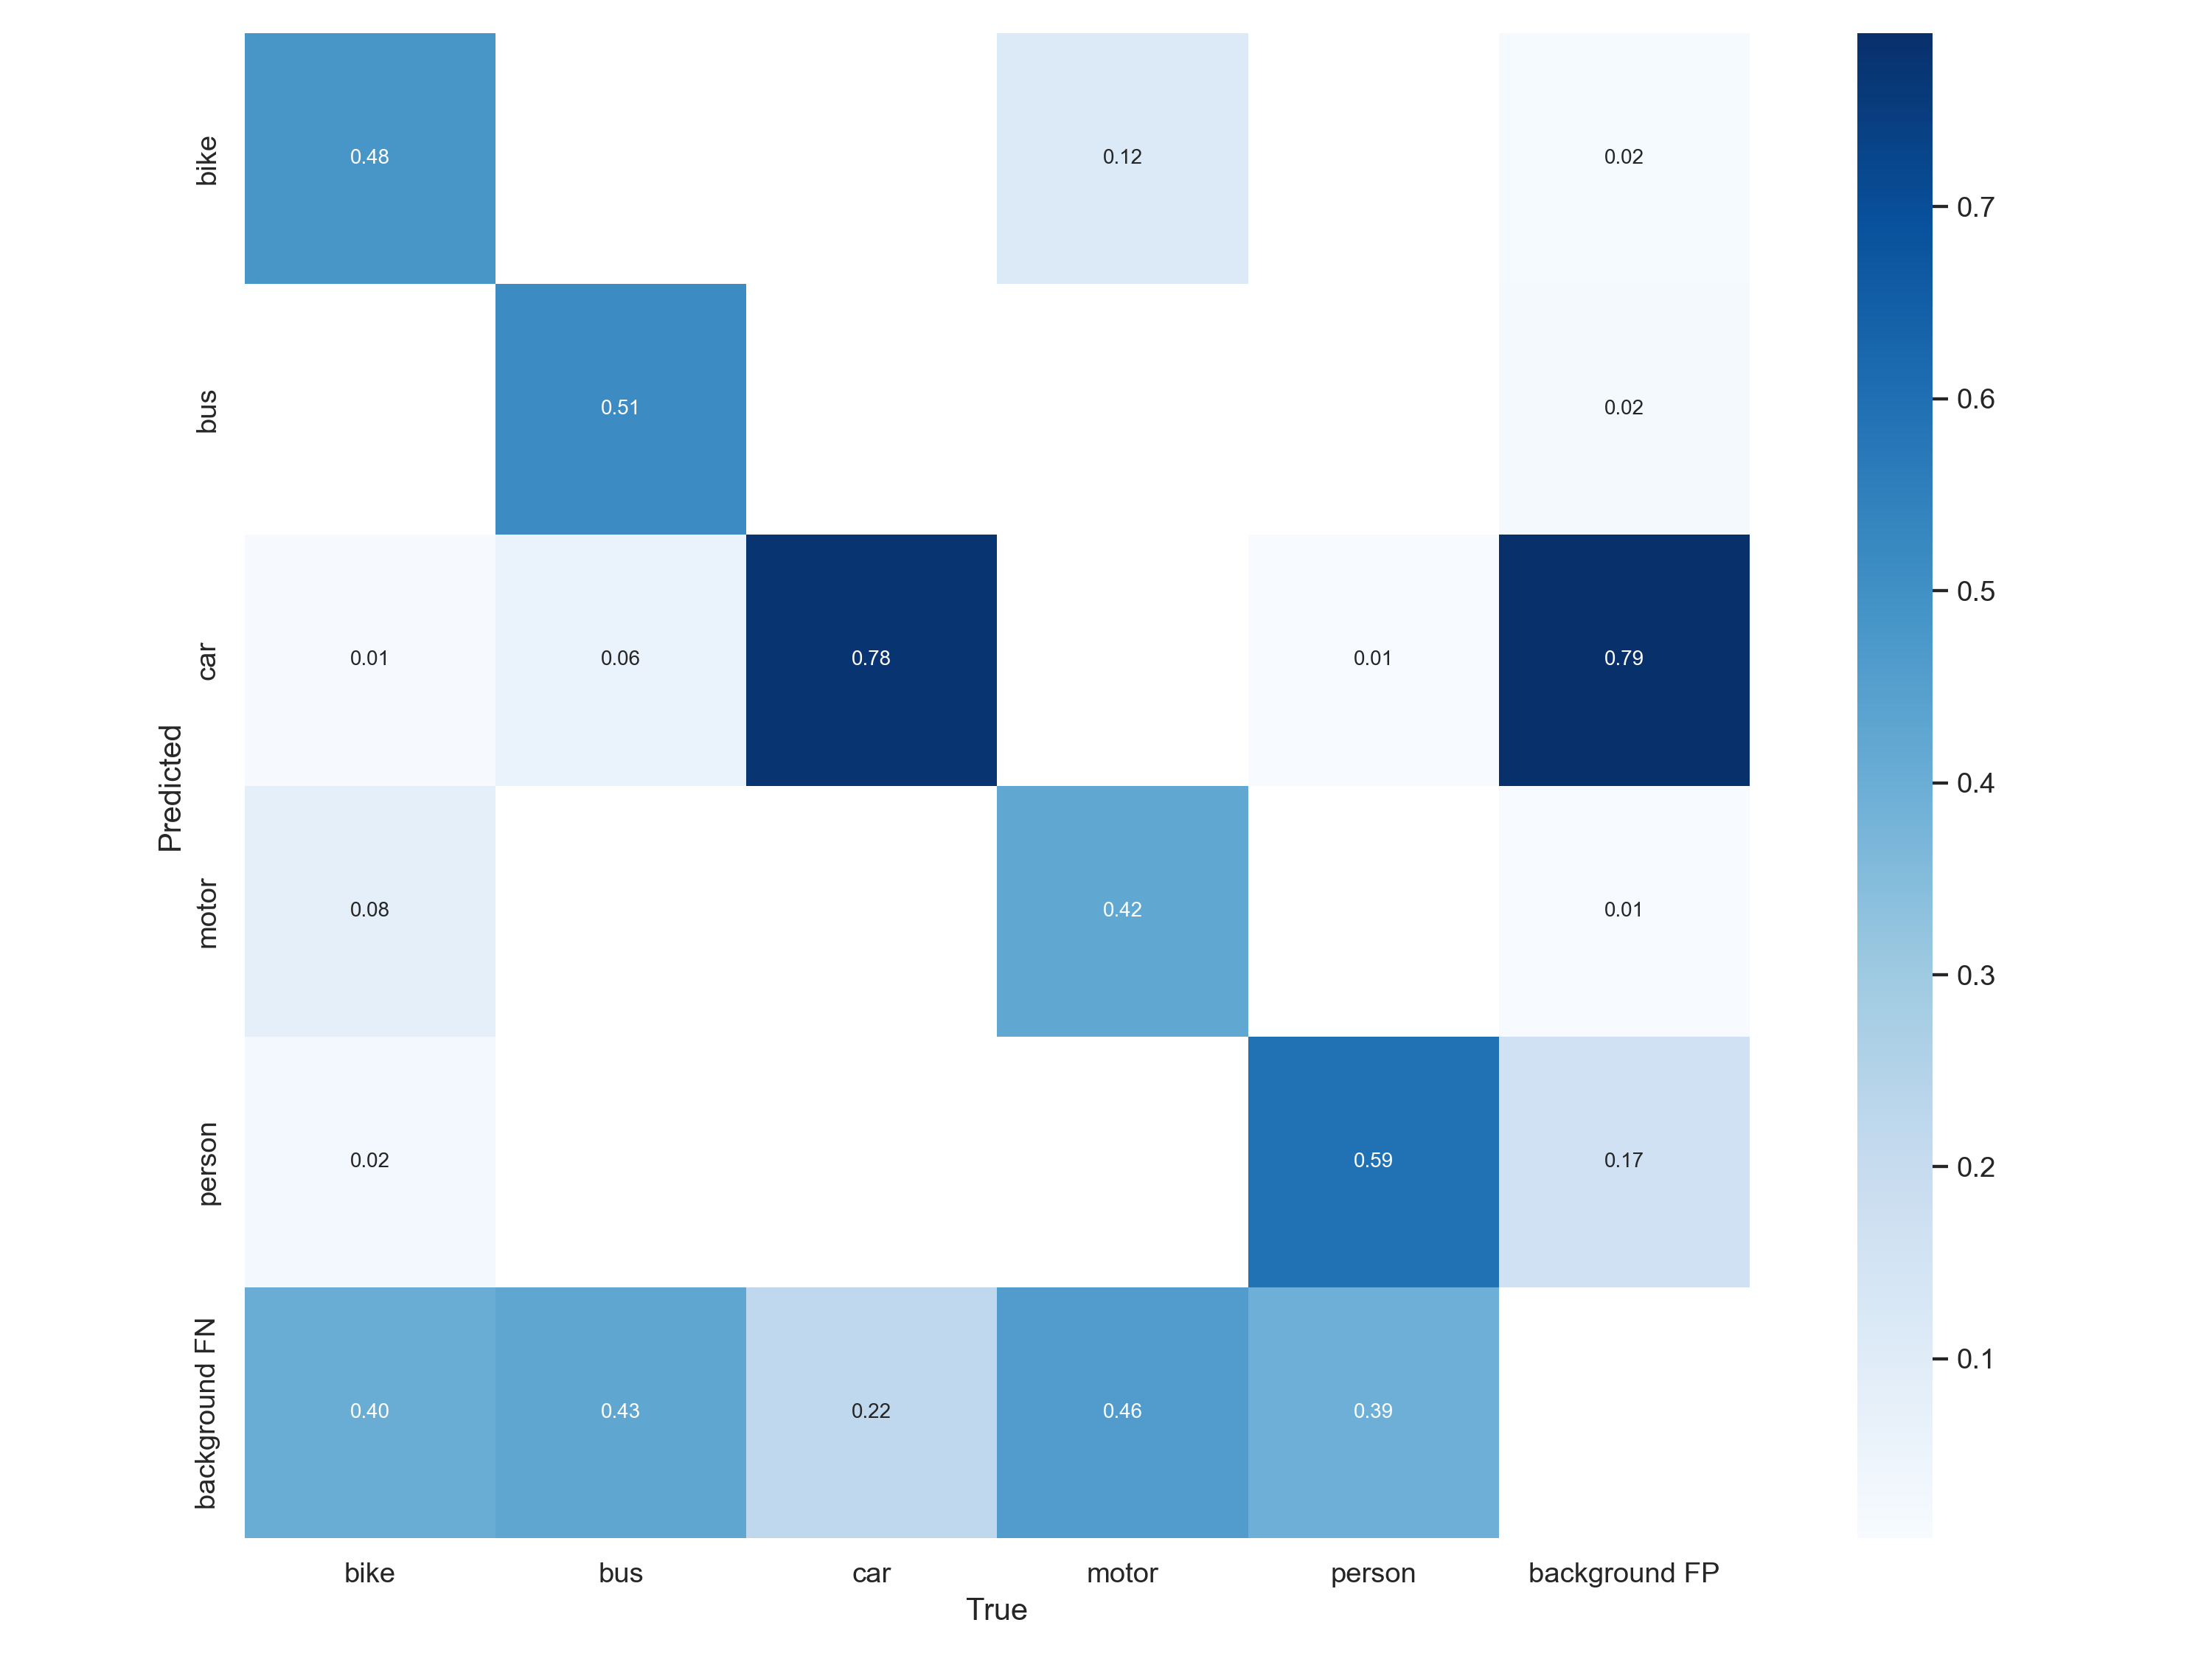 bike
0.48 0.12 0.02
0.7
bus
0.51 0.02
0.6
0.5
car
0.01 0.06 0.78 0.01 0.79
Predicted
0.4
motor
0.08 0.42 0.01
0.3
person
0.02 0.59 0.17
0.2
0.1
background FN
0.40 0.43 0.22 0.46 0.39
bike bus car motor person background FP
True